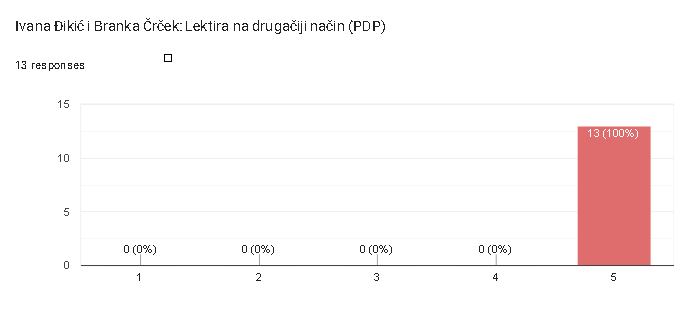 Ivana Đikić i Branka Črček: Lektira na drugačiji način (PDP)
13 responses
15
10
5
0
13 (100%)
0 (0%) 0 (0%) 0 (0%) 0 (0%)
1 2 3 4 5